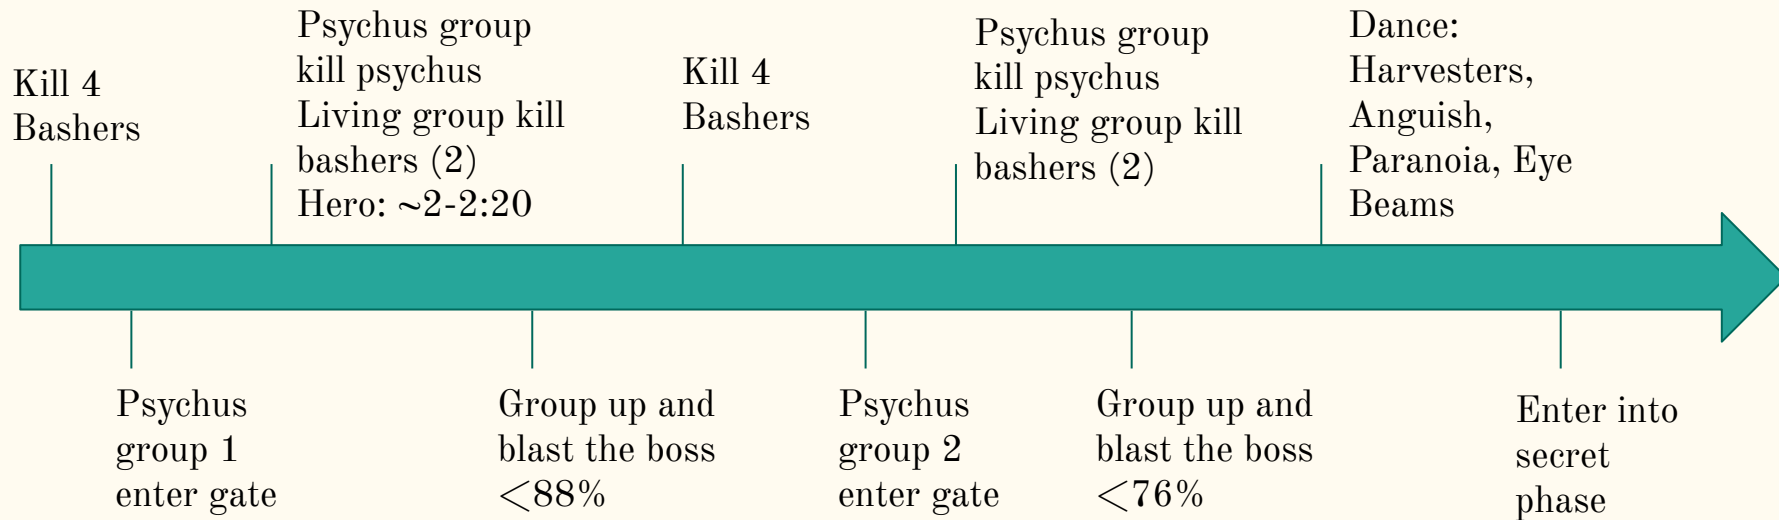 Kill 4
Bashers
Psychus group
kill psychus
Living group kill
bashers (2)
Hero: ~2-2:20
Kill 4
Bashers
Psychus group
kill psychus
Living group kill
bashers (2)
Dance:
Harvesters,
Anguish,
Paranoia, Eye
Beams
Psychus
group 1
enter gate
Group up and
blast the boss
<88%
Psychus
group 2
enter gate
Group up and
blast the boss
<76%
Enter into
secret
phase